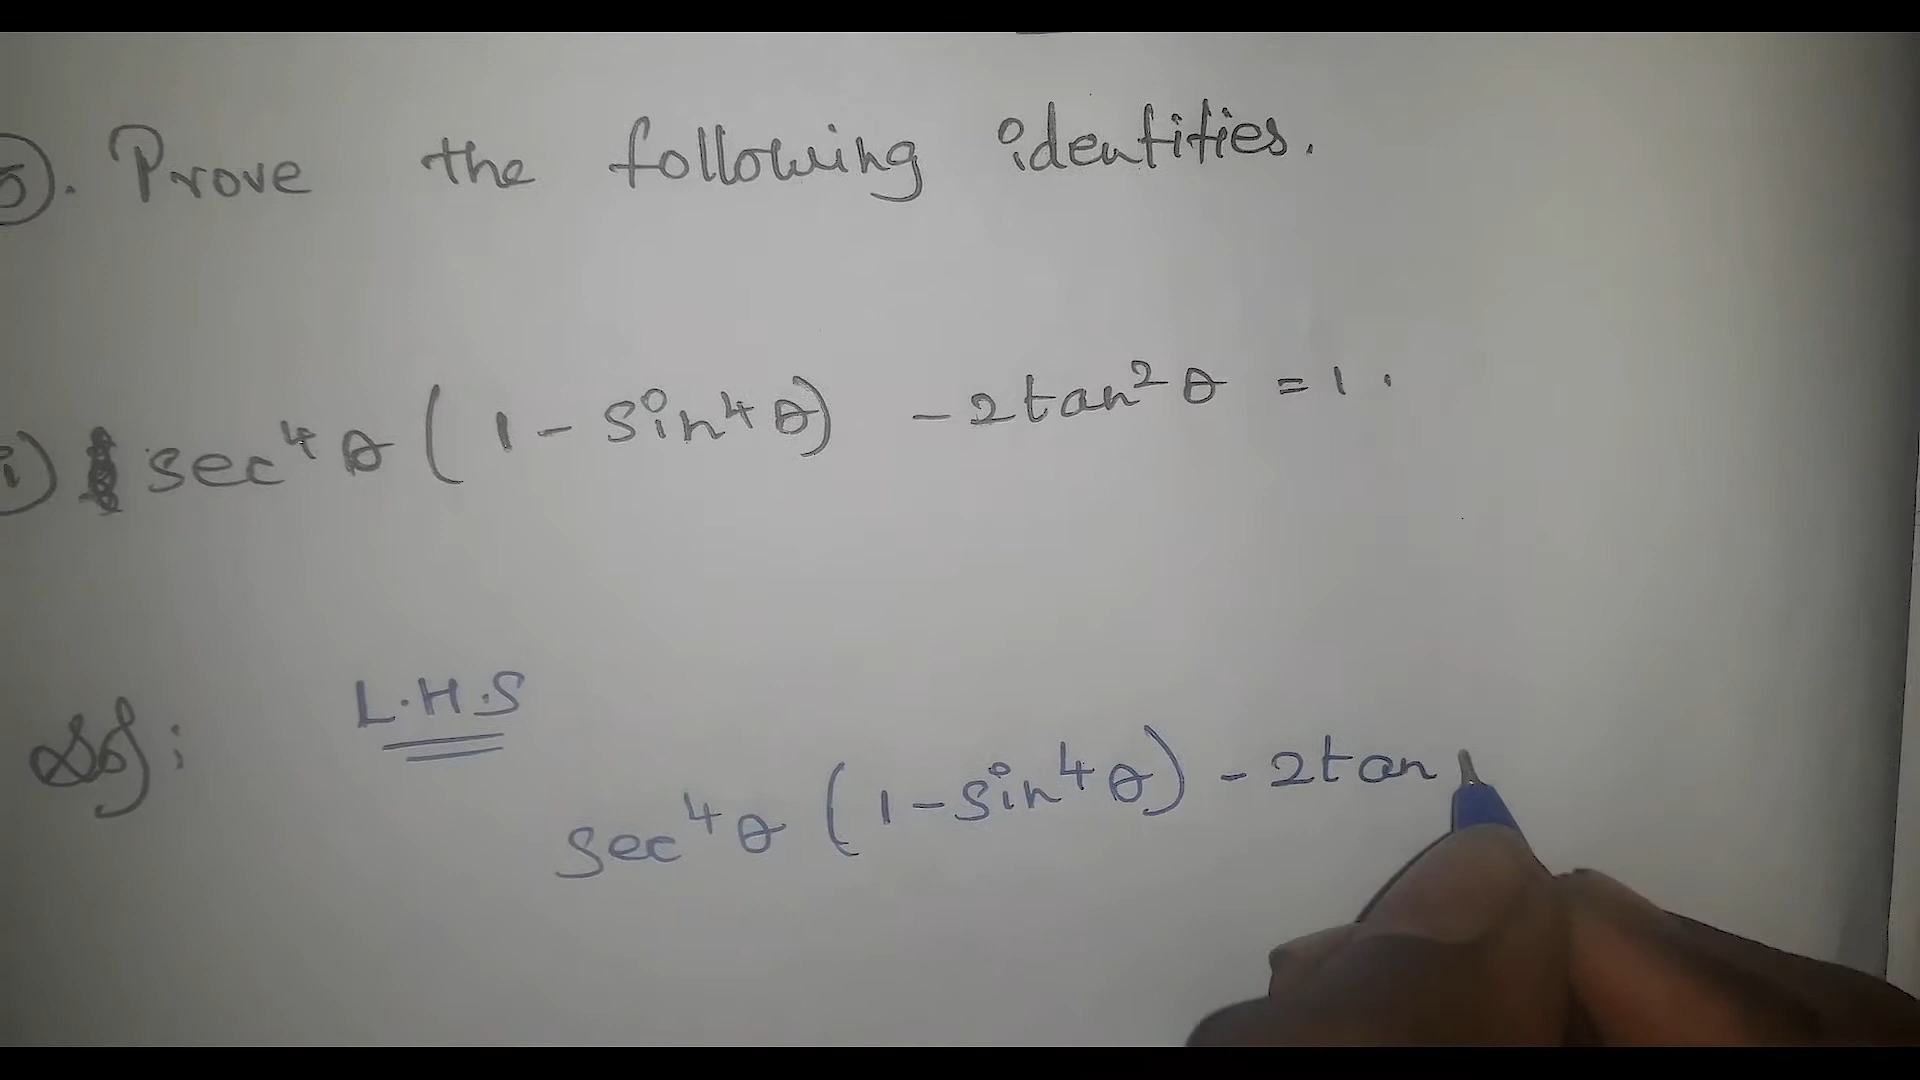 5). Prove the following identities.
i) sec⁴θ (1 - sin⁴θ) - 2tan²θ = 1.
Sol: L.H.S
sec⁴θ (1 - sin⁴θ) - 2tan